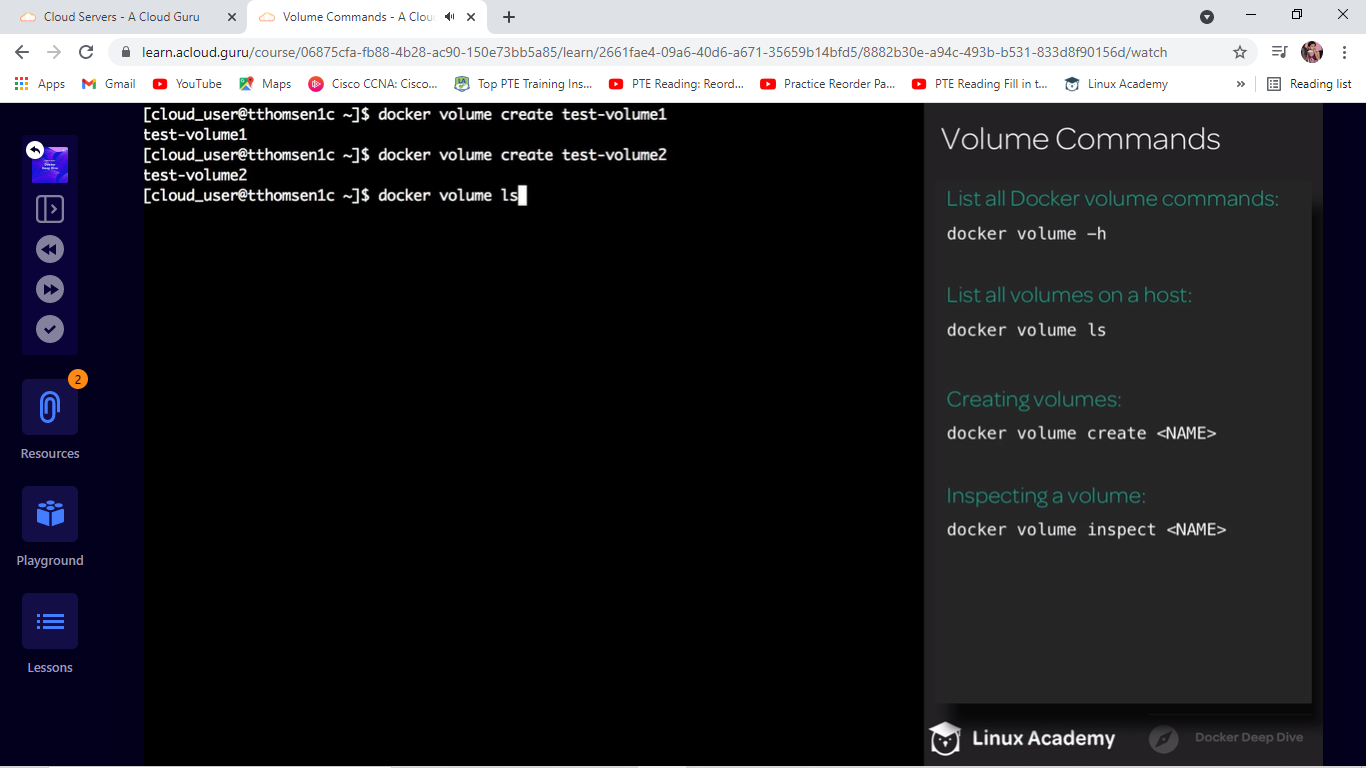 Cloud Servers - A Cloud Guru
Volume Commands - A Clou
learn.acloud.guru/course/06875cfa-fb88-4b28-ac90-150e73bb5a85/learn/2661fae4-09a6-40d6-a671-35659b14bfd5/8882b30e-a94c-493b-b531-833d8f90156d/watch
Apps Gmail YouTube Maps Cisco CCNA: Cisco... Top PTE Training Ins... PTE Reading: Reord... Practice Reorder Pa... PTE Reading Fill in t... Linux Academy » Reading list
[cloud_user@tthomsen1c ~]$ docker volume create test-volume1
test-volume1
[cloud_user@tthomsen1c ~]$ docker volume create test-volume2
test-volume2
[cloud_user@tthomsen1c ~]$ docker volume ls
Docker
Deep Dive
2
Resources
Playground
Lessons
Volume Commands
List all Docker volume commands:
docker volume -h
List all volumes on a host:
docker volume ls
Creating volumes:
docker volume create <NAME>
Inspecting a volume:
docker volume inspect <NAME>
Linux Academy
Docker Deep Dive